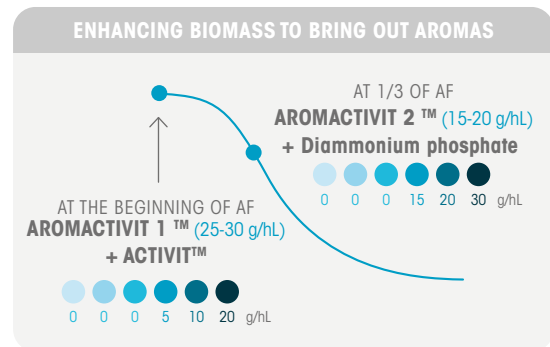 ENHANCING BIOMASS TO BRING OUT AROMAS
AT 1/3 OF AF
AROMACTIVIT 2 ™ (15-20 g/hL)
+ Diammonium phosphate
0 0 0 15 20 30 g/hL
AT THE BEGINNING OF AF
AROMACTIVIT 1 ™ (25-30 g/hL)
+ ACTIVIT™
0 0 0 5 10 20 g/hL